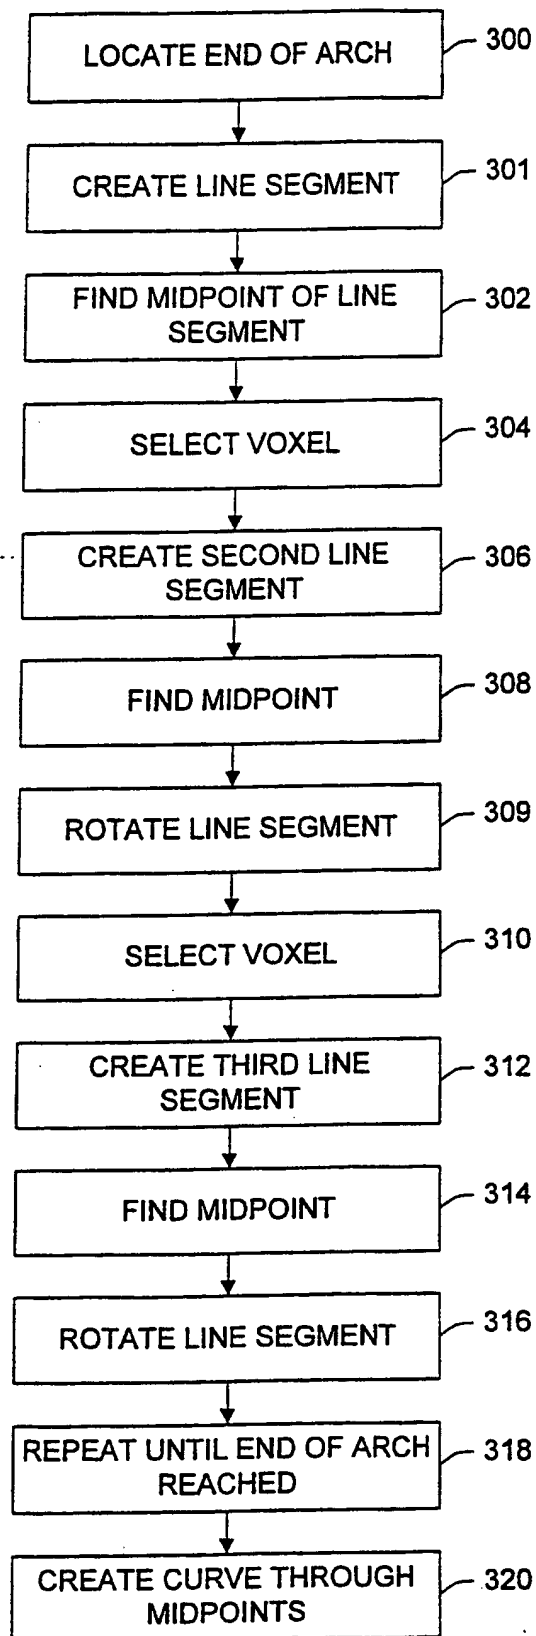 LOCATE END OF ARCH
300
CREATE LINE SEGMENT
301
FIND MIDPOINT OF LINE
SEGMENT
302
SELECT VOXEL
304
CREATE SECOND LINE
SEGMENT
306
FIND MIDPOINT
308
ROTATE LINE SEGMENT
309
SELECT VOXEL
310
CREATE THIRD LINE
SEGMENT
312
FIND MIDPOINT
314
ROTATE LINE SEGMENT
316
REPEAT UNTIL END OF ARCH
REACHED
318
CREATE CURVE THROUGH
MIDPOINTS
320